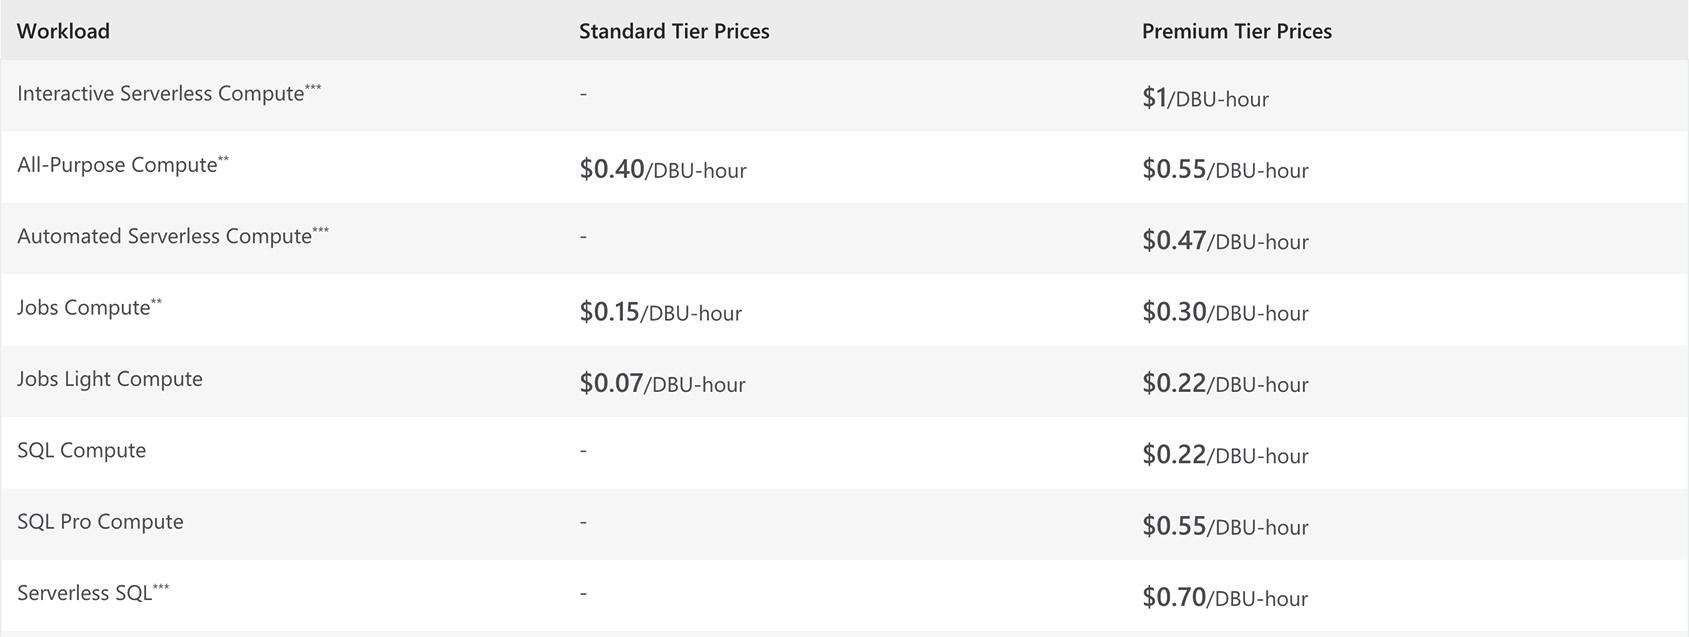 Workload Standard Tier Prices Premium Tier Prices
Interactive Serverless Compute*** - $1/DBU-hour
All-Purpose Compute** $0.40/DBU-hour $0.55/DBU-hour
Automated Serverless Compute*** - $0.47/DBU-hour
Jobs Compute** $0.15/DBU-hour $0.30/DBU-hour
Jobs Light Compute $0.07/DBU-hour $0.22/DBU-hour
SQL Compute - $0.22/DBU-hour
SQL Pro Compute - $0.55/DBU-hour
Serverless SQL*** - $0.70/DBU-hour